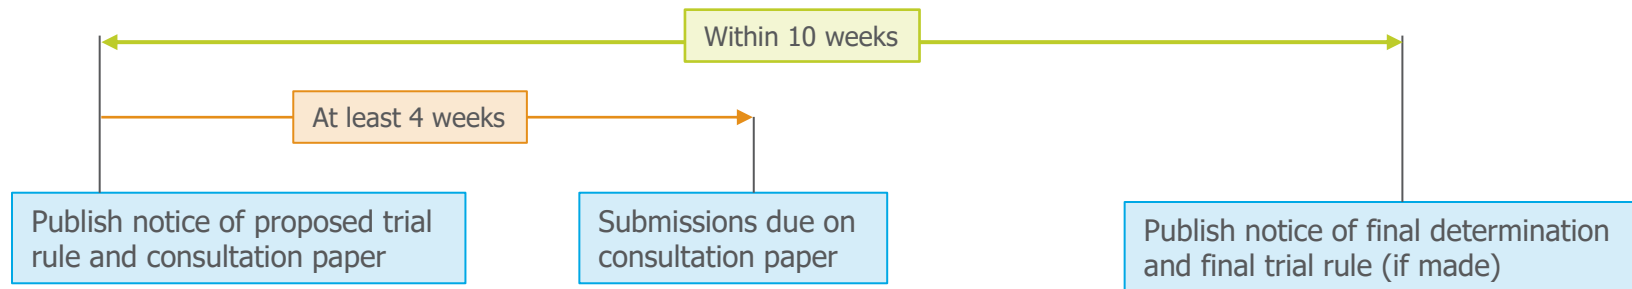 Within 10 weeks
At least 4 weeks
Publish notice of proposed trial
rule and consultation paper
Submissions due on
consultation paper
Publish notice of final determination
and final trial rule (if made)